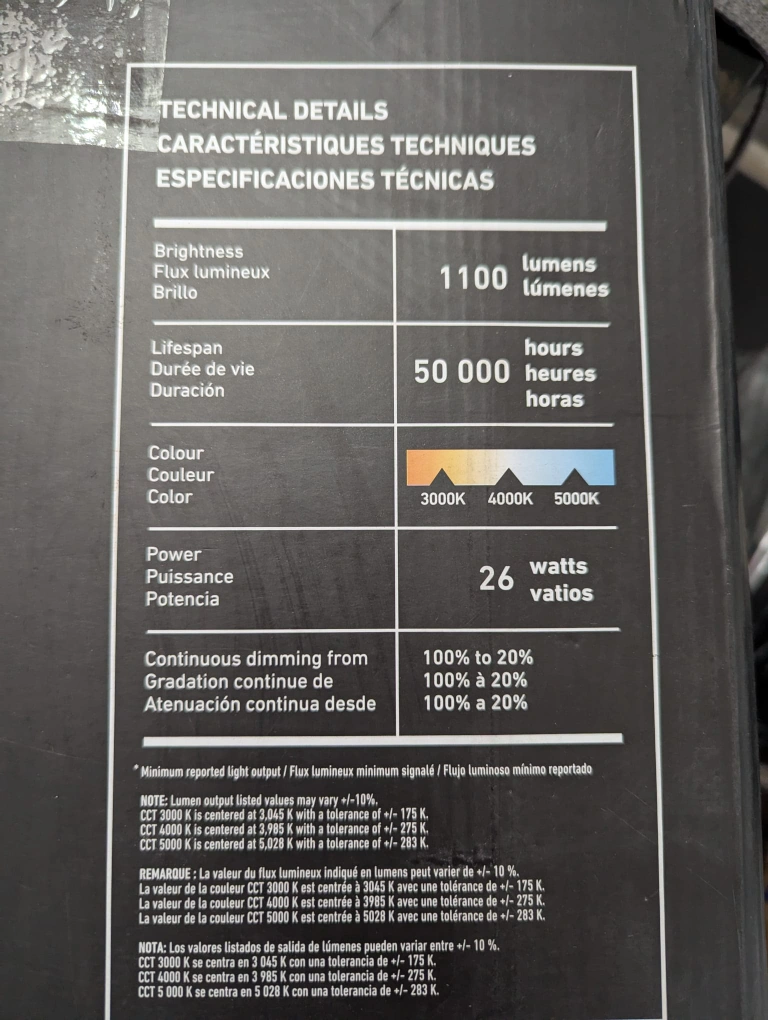 TECHNICAL DETAILS
CARACTÉRISTIQUES TECHNIQUES
ESPECIFICACIONES TÉCNICAS
Brightness
Flux lumineux
Brillo
1100 lumens
lúmenes
Lifespan
Durée de vie
Duración
50 000 hours
heures
horas
Colour
Couleur
Color
3000K 4000K 5000K
Power
Puissance
Potencia
26 watts
vatios
Continuous dimming from
Gradation continue de
Atenuación continua desde
100% to 20%
100% à 20%
100% a 20%
* Minimum reported light output / Flux lumineux minimum signalé / Flujo luminoso mínimo reportado
NOTE: Lumen output listed values may vary +/-10%.
CCT 3000 K is centered at 3,045 K with a tolerance of +/- 175 K.
CCT 4000 K is centered at 3,985 K with a tolerance of +/- 275 K.
CCT 5000 K is centered at 5,028 K with a tolerance of +/- 283 K.
REMARQUE : La valeur du flux lumineux indiqué en lumens peut varier de +/- 10 %.
La valeur de la couleur CCT 3000 K est centrée à 3045 K avec une tolérance de +/- 175 K.
La valeur de la couleur CCT 4000 K est centrée à 3985 K avec une tolérance de +/- 275 K.
La valeur de la couleur CCT 5000 K est centrée à 5028 K avec une tolérance de +/- 283 K.
NOTA: Los valores listados de salida de lúmenes pueden variar entre +/- 10 %.
CCT 3000 K se centra en 3 045 K con una tolerancia de +/- 175 K.
CCT 4000 K se centra en 3 985 K con una tolerancia de +/- 275 K.
CCT 5 000 K se centra en 5 028 K con una tolerancia de +/- 283 K.